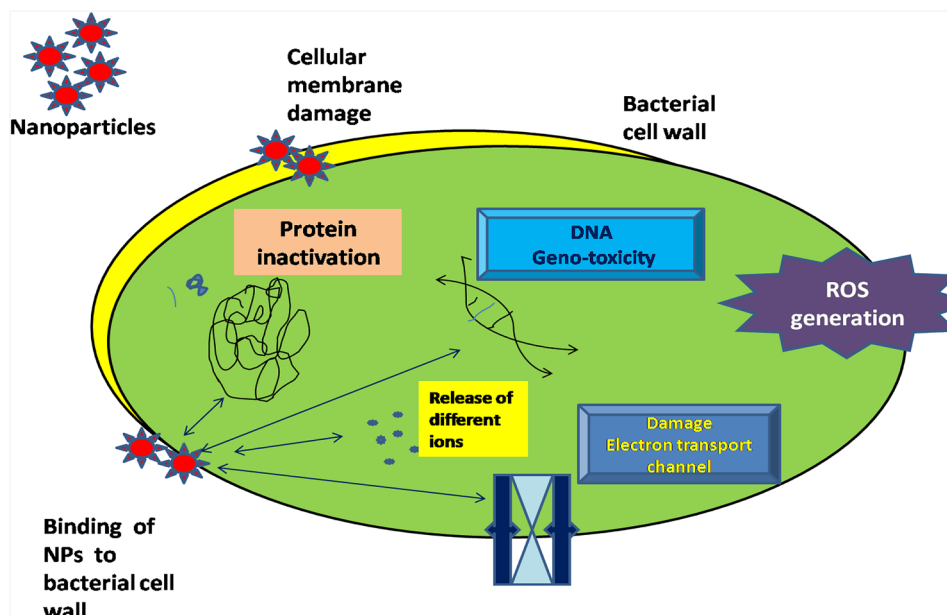 Nanoparticles
Cellular
membrane
damage
Bacterial
cell wall
Protein
inactivation
DNA
Geno-toxicity
ROS
generation
Release of
different
ions
Damage
Electron transport
channel
Binding of
NPs to
bacterial cell
wall